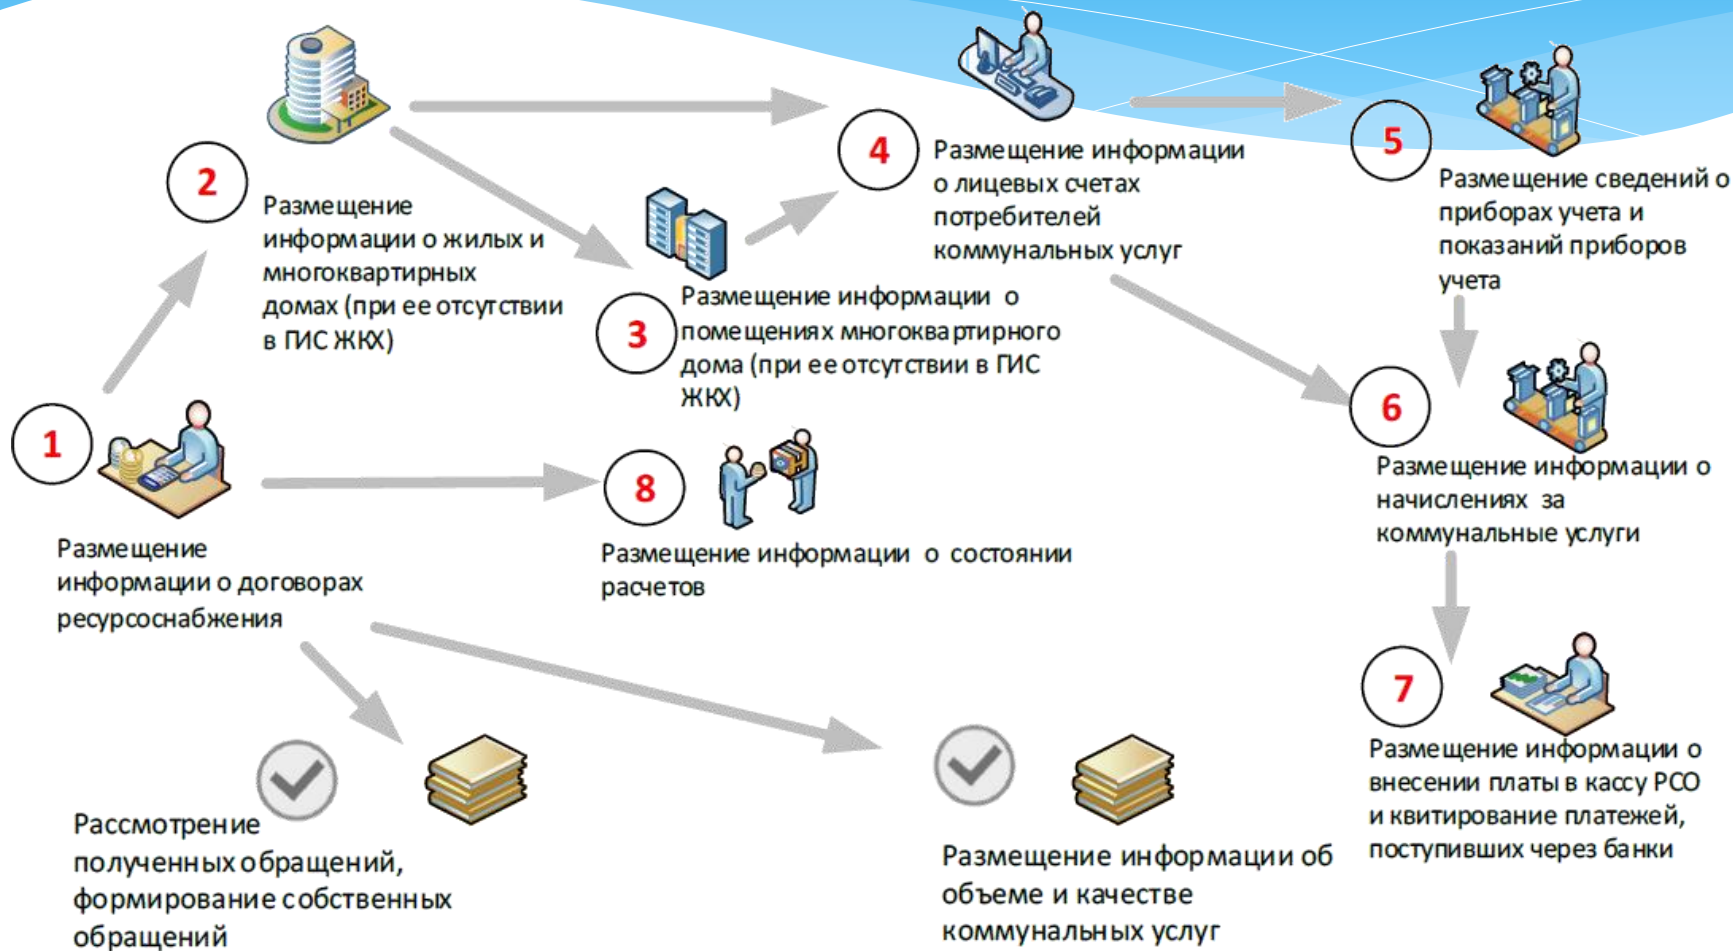 1
Размещение
информации о договорах
ресурсоснабжения
2
Размещение
информации о жилых и
многоквартирных
домах (при ее отсутствии
в ГИС ЖКХ)
3
Размещение информации о
помещениях многоквартирного
дома (при ее отсутствии в ГИС
ЖКХ)
4
Размещение информации
о лицевых счетах
потребителей
коммунальных услуг
5
Размещение сведений о
приборах учета и
показаний приборов
учета
6
Размещение информации о
начислениях за
коммунальные услуги
7
Размещение информации о
внесении платы в кассу РСО
и квитирование платежей,
поступивших через банки
8
Размещение информации о состоянии
расчетов
Рассмотрение
полученных обращений,
формирование собственных
обращений
Размещение информации об
объеме и качестве
коммунальных услуг